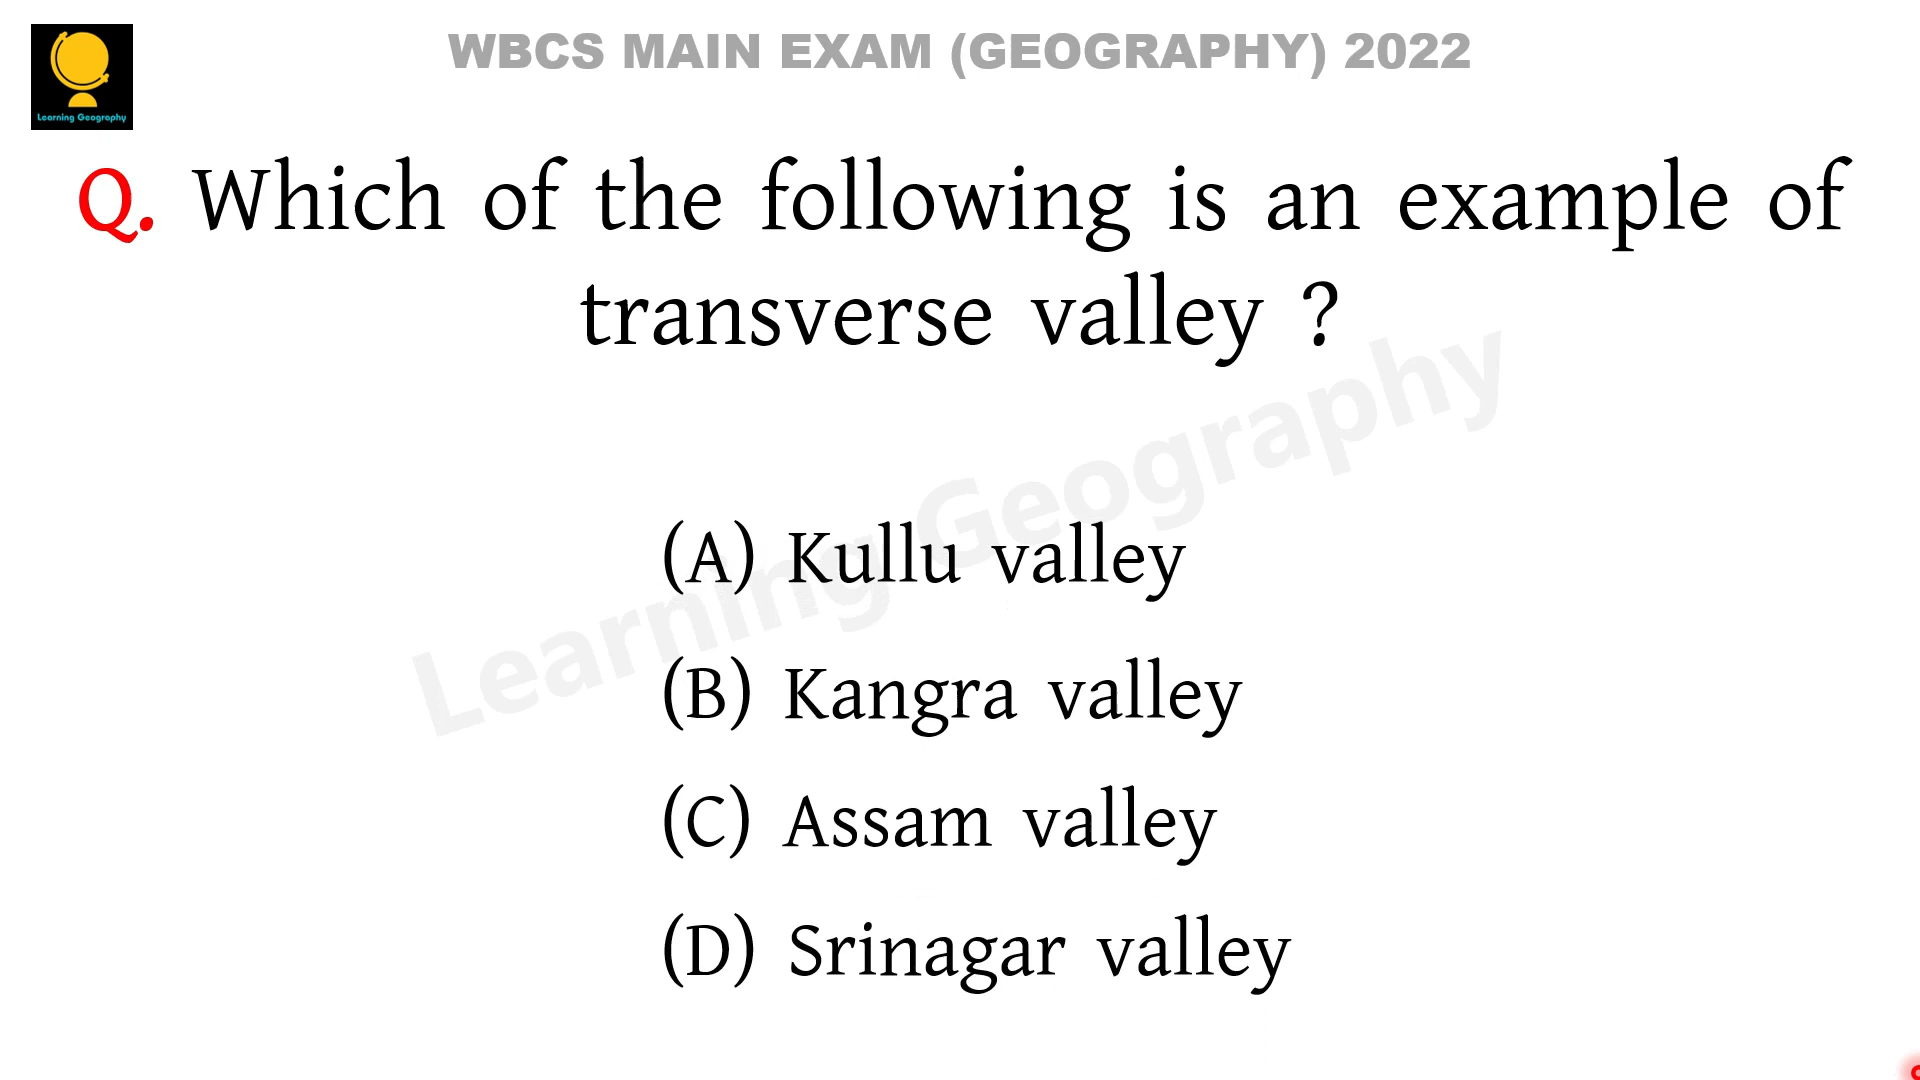 WBCS MAIN EXAM (GEOGRAPHY) 2022
Learning Geography
Q. Which of the following is an example of
transverse valley ?
Learning Geography
(A) Kullu valley
(B) Kangra valley
(C) Assam valley
(D) Srinagar valley